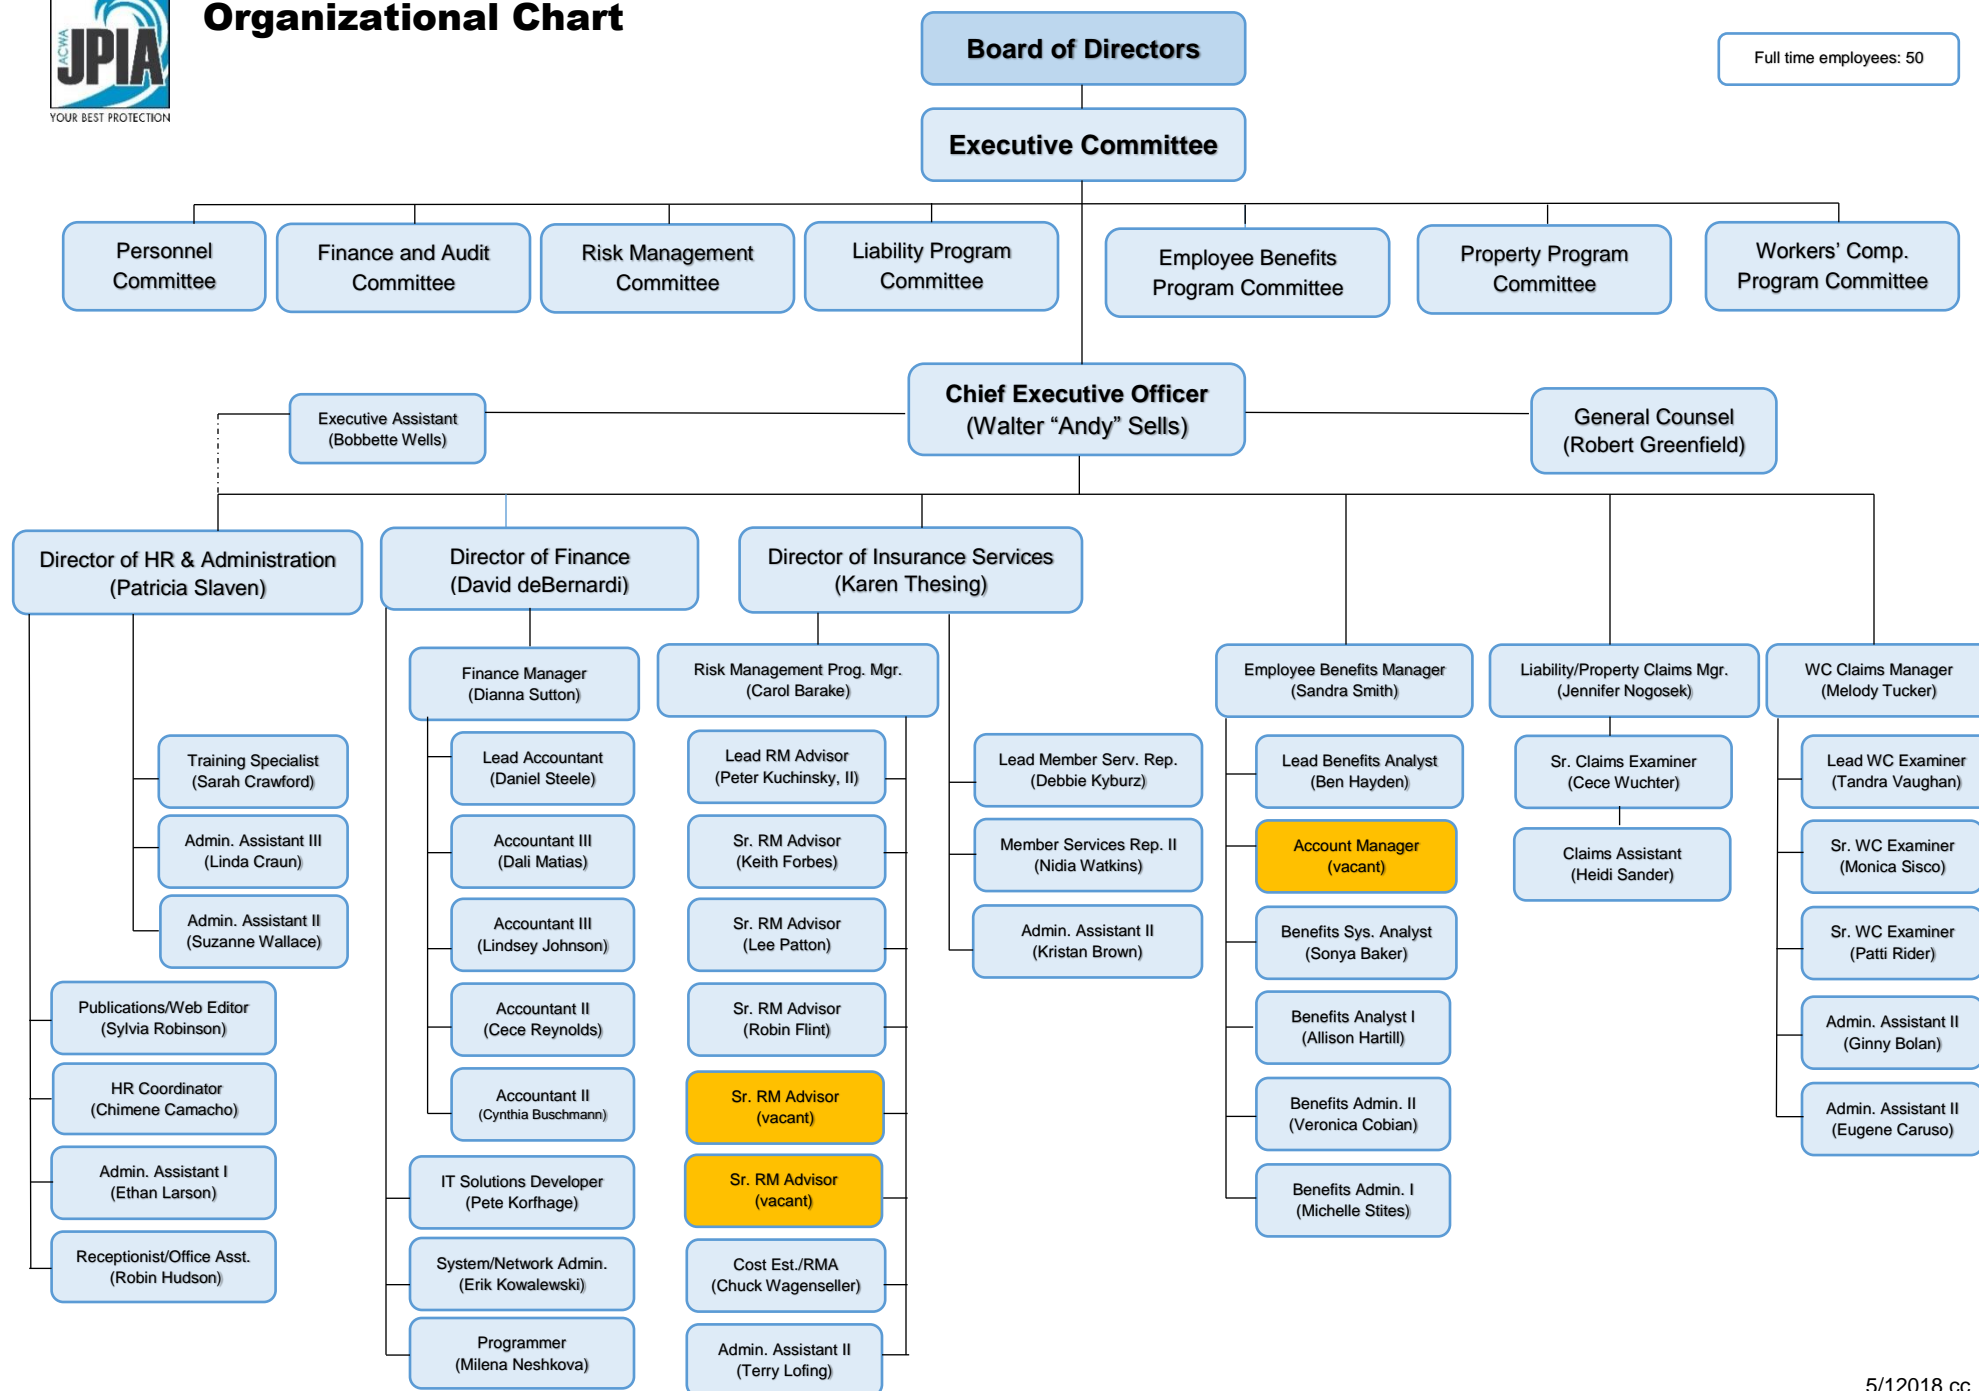 Organizational Chart
ACWA
JPIA
YOUR BEST PROTECTION
Board of Directors
Full time employees: 50
Executive Committee
Personnel
Committee
Finance and Audit
Committee
Risk Management
Committee
Liability Program
Committee
Employee Benefits
Program Committee
Property Program
Committee
Workers’ Comp.
Program Committee
Chief Executive Officer
(Walter “Andy” Sells)
Executive Assistant
(Bobbette Wells)
General Counsel
(Robert Greenfield)
Director of HR & Administration
(Patricia Slaven)
Director of Finance
(David deBernardi)
Director of Insurance Services
(Karen Thesing)
Training Specialist
(Sarah Crawford)
Admin. Assistant III
(Linda Craun)
Admin. Assistant II
(Suzanne Wallace)
Publications/Web Editor
(Sylvia Robinson)
HR Coordinator
(Chimene Camacho)
Admin. Assistant I
(Ethan Larson)
Receptionist/Office Asst.
(Robin Hudson)
Finance Manager
(Dianna Sutton)
Lead Accountant
(Daniel Steele)
Accountant III
(Dali Matias)
Accountant III
(Lindsey Johnson)
Accountant II
(Cece Reynolds)
Accountant II
(Cynthia Buschmann)
IT Solutions Developer
(Pete Korfhage)
System/Network Admin.
(Erik Kowalewski)
Programmer
(Milena Neshkova)
Risk Management Prog. Mgr.
(Carol Barake)
Lead RM Advisor
(Peter Kuchinsky, II)
Sr. RM Advisor
(Keith Forbes)
Sr. RM Advisor
(Lee Patton)
Sr. RM Advisor
(Robin Flint)
Sr. RM Advisor
(vacant)
Sr. RM Advisor
(vacant)
Cost Est./RMA
(Chuck Wagenseller)
Admin. Assistant II
(Terry Lofing)
Lead Member Serv. Rep.
(Debbie Kyburz)
Member Services Rep. II
(Nidia Watkins)
Admin. Assistant II
(Kristan Brown)
Employee Benefits Manager
(Sandra Smith)
Lead Benefits Analyst
(Ben Hayden)
Account Manager
(vacant)
Benefits Sys. Analyst
(Sonya Baker)
Benefits Analyst I
(Allison Hartill)
Benefits Admin. II
(Veronica Cobian)
Benefits Admin. I
(Michelle Stites)
Liability/Property Claims Mgr.
(Jennifer Nogosek)
Sr. Claims Examiner
(Cece Wuchter)
Claims Assistant
(Heidi Sander)
WC Claims Manager
(Melody Tucker)
Lead WC Examiner
(Tandra Vaughan)
Sr. WC Examiner
(Monica Sisco)
Sr. WC Examiner
(Patti Rider)
Admin. Assistant II
(Ginny Bolan)
Admin. Assistant II
(Eugene Caruso)
5/12018 cc